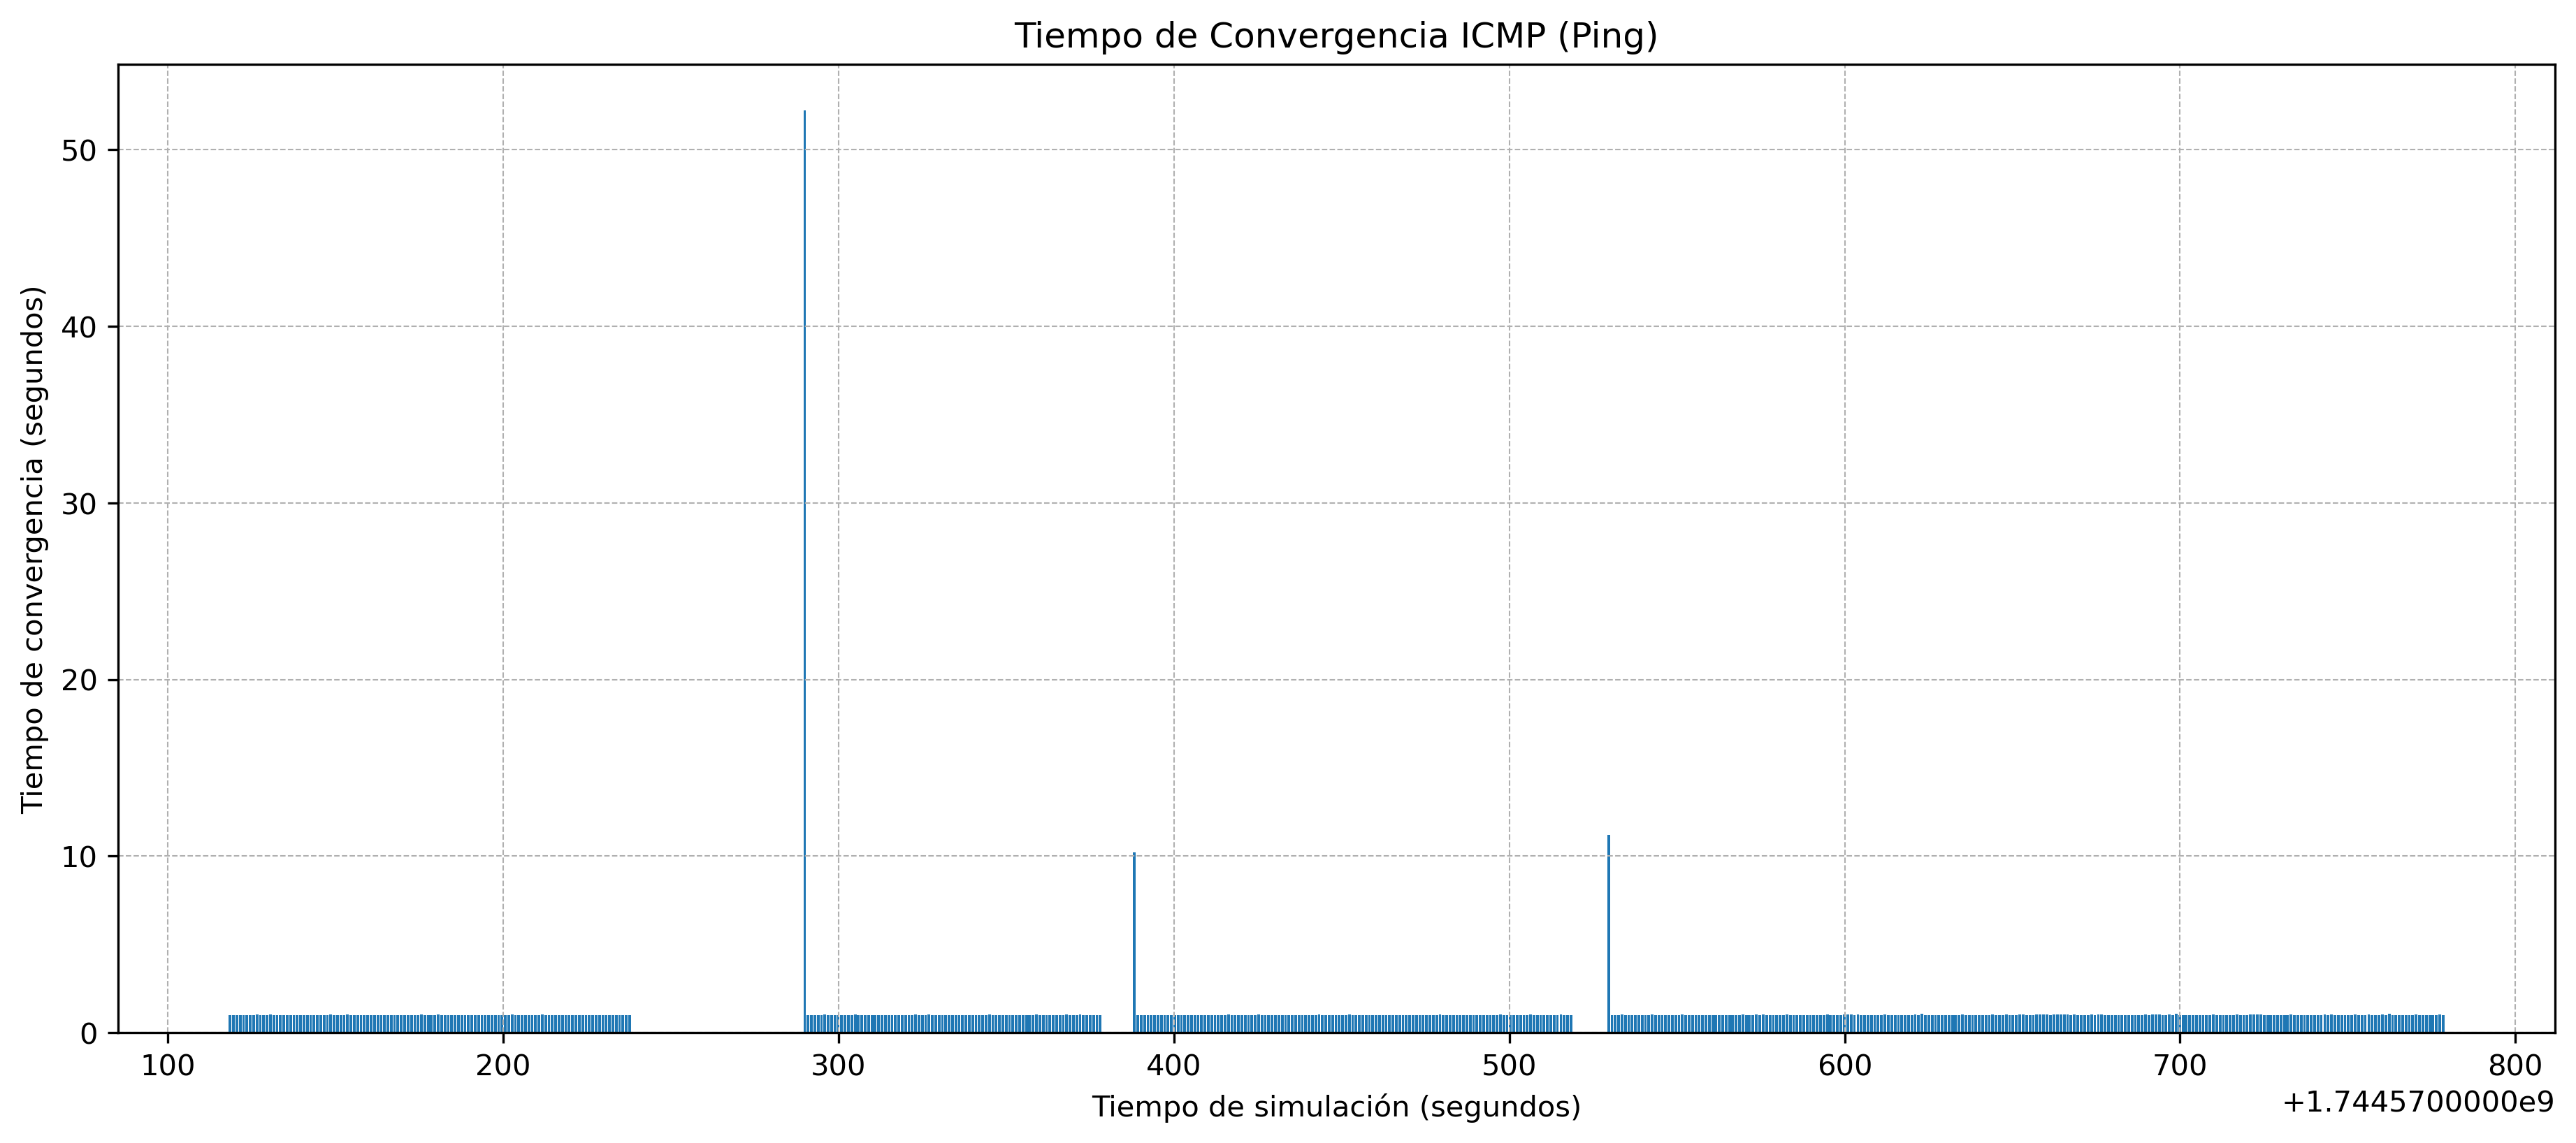 Tiempo de Convergencia ICMP (Ping)
Tiempo de convergencia (segundos)
50
40
30
20
10
0
100 200 300 400 500 600 700 800
+1.7445700000e9
Tiempo de simulación (segundos)